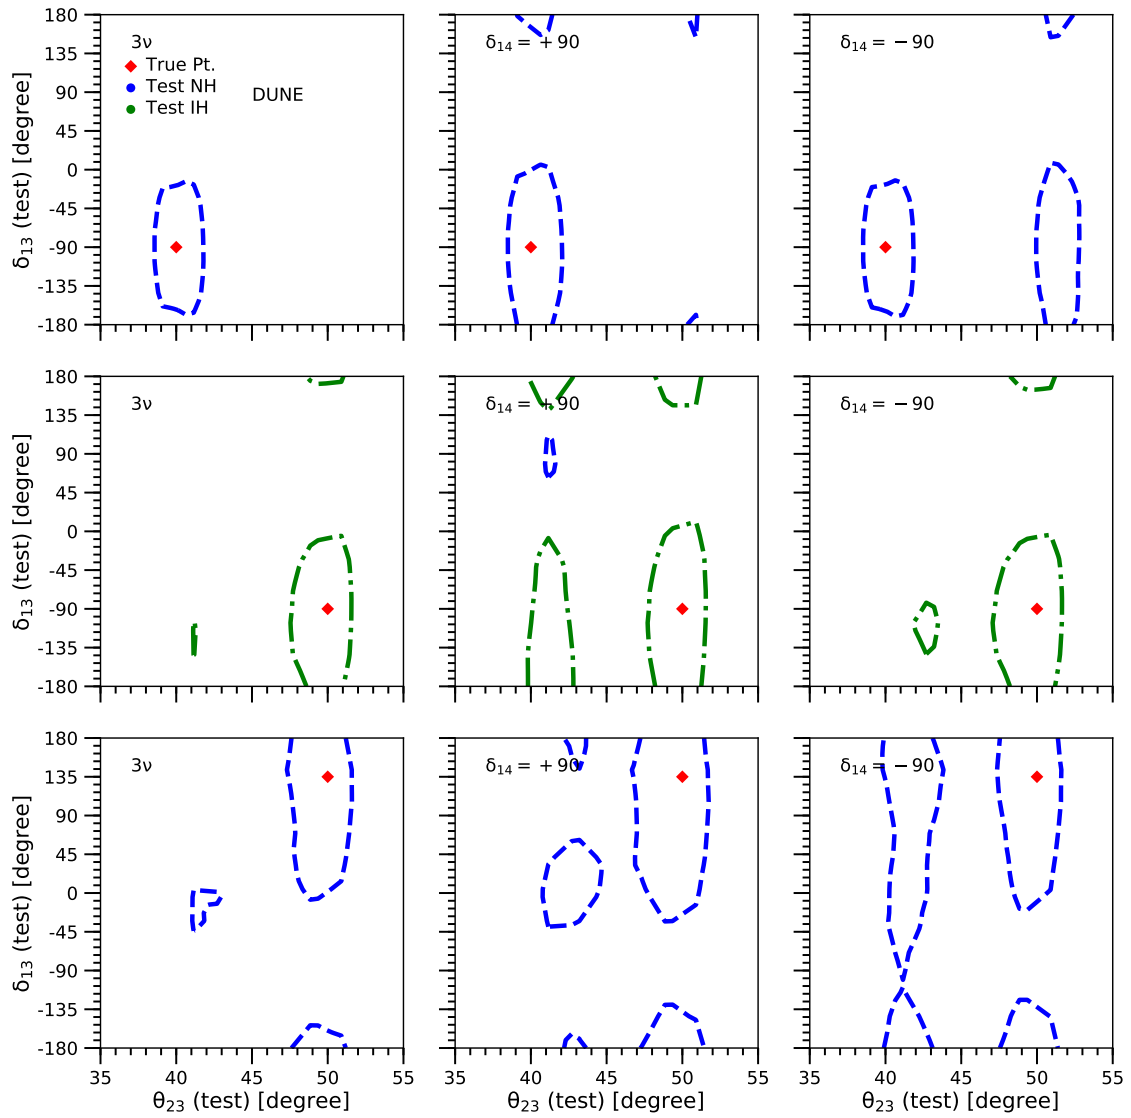 180
135
90
45
0
-45
-90
-135
-180
δ13 (test) [degree]
3ν
True Pt.
Test NH
Test IH
DUNE
δ14 = +90
δ14 = −90
180
135
90
45
0
-45
-90
-135
-180
δ13 (test) [degree]
3ν
δ14 = +90
δ14 = −90
180
135
90
45
0
-45
-90
-135
-180
δ13 (test) [degree]
3ν
δ14 = +90
δ14 = −90
35 40 45 50 55
35 40 45 50 55
35 40 45 50 55
θ23 (test) [degree]
θ23 (test) [degree]
θ23 (test) [degree]